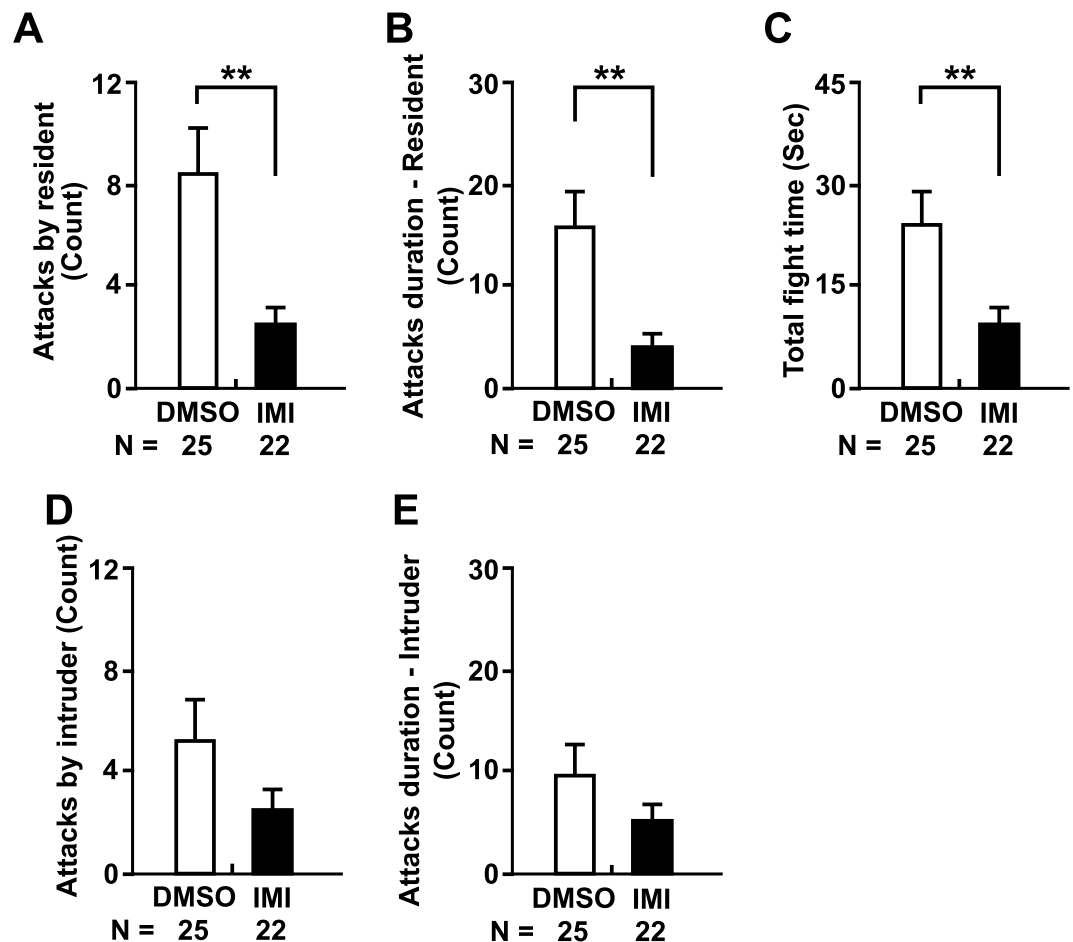 A
Attacks by resident
(Count)
12
8
4
0
**
DMSO IMI
N = 25 22
B
Attacks duration - Resident
(Count)
30
20
10
0
**
DMSO IMI
N = 25 22
C
Total fight time (Sec)
45
30
15
0
**
DMSO IMI
N = 25 22
D
Attacks by intruder (Count)
12
8
4
0
DMSO IMI
N = 25 22
E
Attacks duration - Intruder
(Count)
30
20
10
0
DMSO IMI
N = 25 22